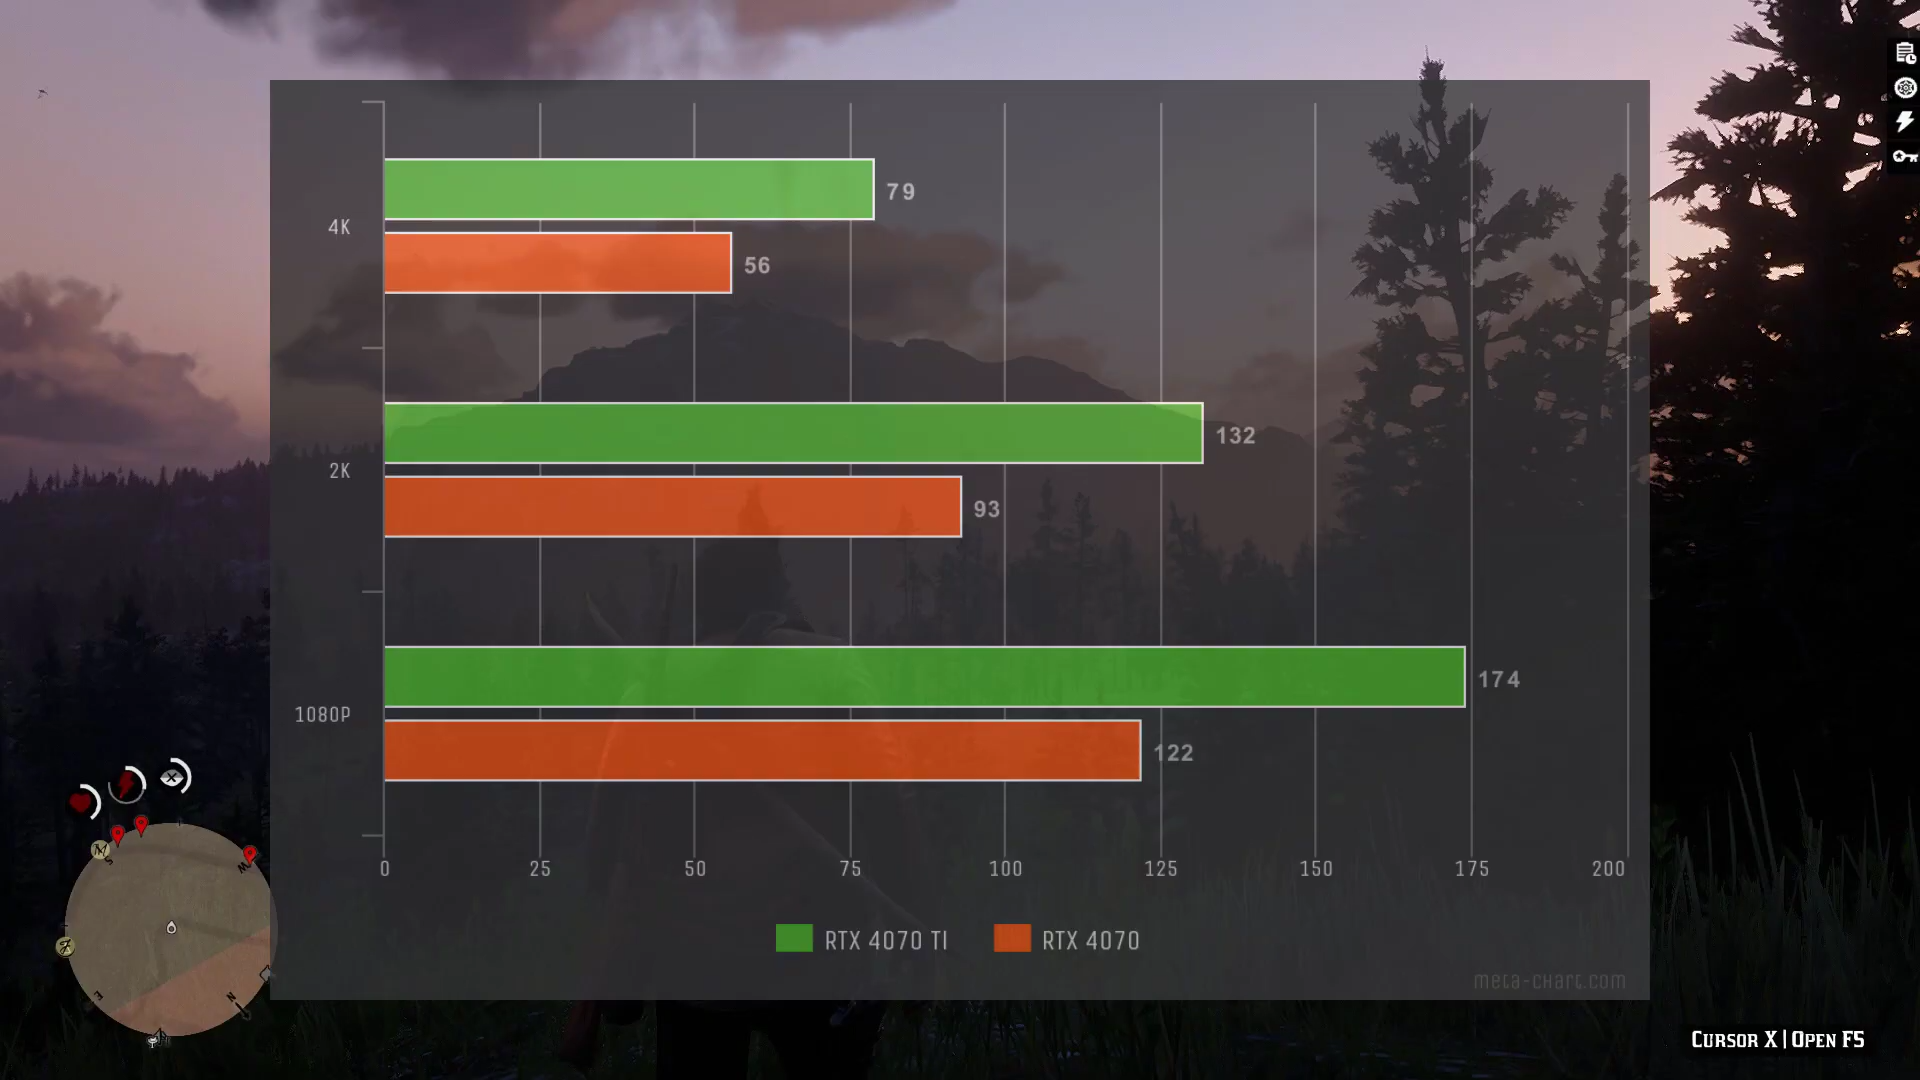 79
4K
56
132
2K
93
174
1080P
122
0 25 50 75 100 125 150 175 200
RTX 4070 TI RTX 4070
meta-chart.com
W
S
E
N
CURSOR X | OPEN F5